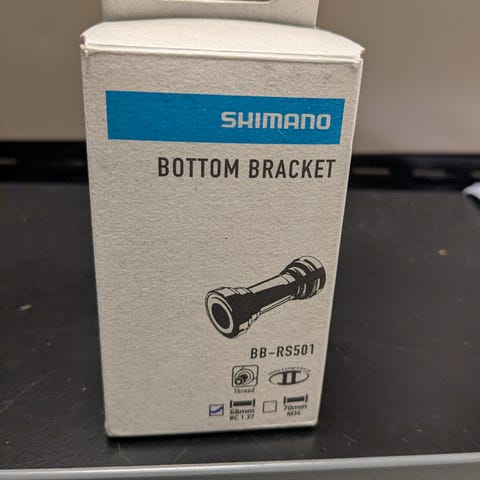 SHIMANO
BOTTOM BRACKET
BB-RS501
Thread
HOLLOWTECH
II
68mm
BC 1.37
70mm
M36